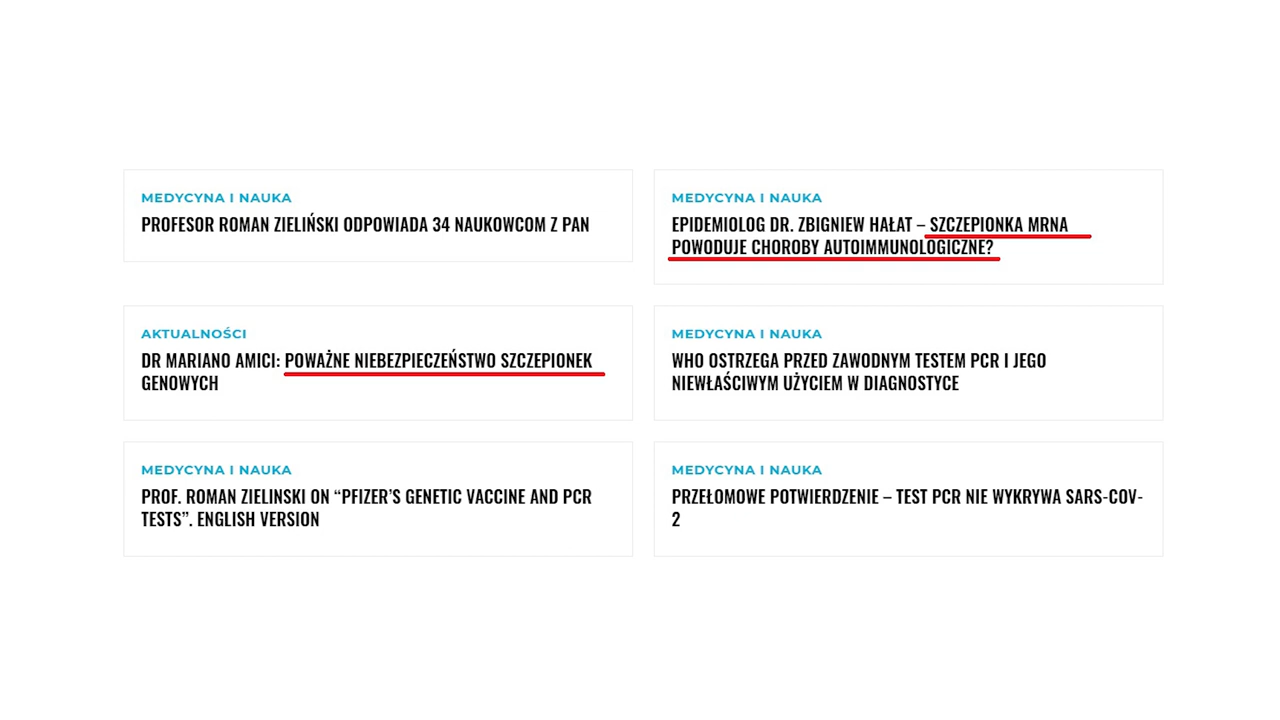 MEDYCYNA I NAUKA
PROFESOR ROMAN ZIELIŃSKI ODPOWIADA 34 NAUKOWCOM Z PAN
MEDYCYNA I NAUKA
EPIDEMIOLOG DR. ZBIGNIEW HAŁAT – SZCZEPIONKA MRNA
POWODUJE CHOROBY AUTOIMMUNOLOGICZNE?
AKTUALNOŚCI
DR MARIANO AMICI: POWAŻNE NIEBEZPIECZEŃSTWO SZCZEPIONEK
GENOWYCH
MEDYCYNA I NAUKA
WHO OSTRZEGA PRZED ZAWODNYM TESTEM PCR I JEGO
NIEWŁAŚCIWYM UŻYCIEM W DIAGNOSTYCE
MEDYCYNA I NAUKA
PROF. ROMAN ZIELINSKI ON “PFIZER’S GENETIC VACCINE AND PCR
TESTS”. ENGLISH VERSION
MEDYCYNA I NAUKA
PRZEŁOMOWE POTWIERDZENIE – TEST PCR NIE WYKRYWA SARS-COV-
2